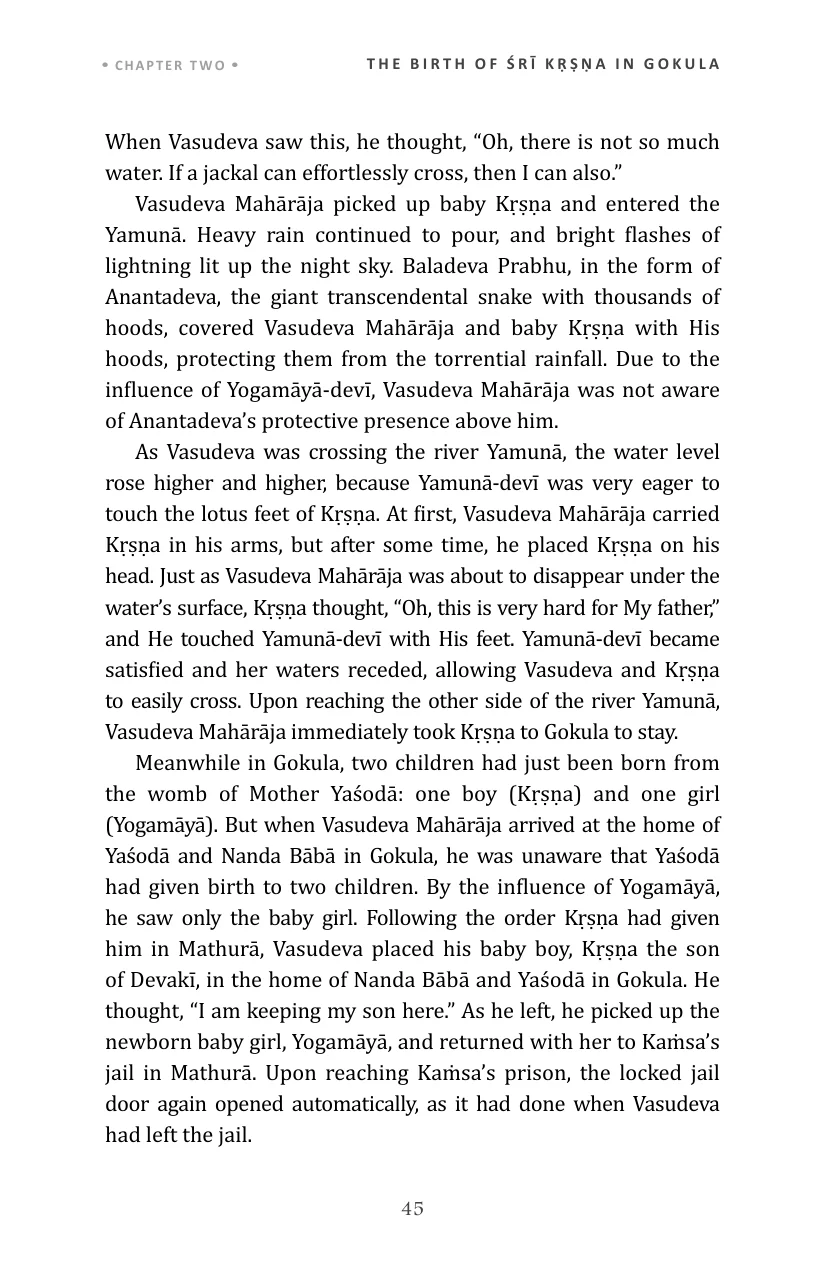 • CHAPTER TWO •
THE BIRTH OF ŚRĪ KṚṢṆA IN GOKULA
When Vasudeva saw this, he thought, “Oh, there is not so much
water. If a jackal can effortlessly cross, then I can also.”
Vasudeva Mahārāja picked up baby Kṛṣṇa and entered the
Yamunā. Heavy rain continued to pour, and bright flashes of
lightning lit up the night sky. Baladeva Prabhu, in the form of
Anantadeva, the giant transcendental snake with thousands of
hoods, covered Vasudeva Mahārāja and baby Kṛṣṇa with His
hoods, protecting them from the torrential rainfall. Due to the
influence of Yogamāyā-devī, Vasudeva Mahārāja was not aware
of Anantadeva’s protective presence above him.
As Vasudeva was crossing the river Yamunā, the water level
rose higher and higher, because Yamunā-devī was very eager to
touch the lotus feet of Kṛṣṇa. At first, Vasudeva Mahārāja carried
Kṛṣṇa in his arms, but after some time, he placed Kṛṣṇa on his
head. Just as Vasudeva Mahārāja was about to disappear under the
water’s surface, Kṛṣṇa thought, “Oh, this is very hard for My father,”
and He touched Yamunā-devī with His feet. Yamunā-devī became
satisfied and her waters receded, allowing Vasudeva and Kṛṣṇa
to easily cross. Upon reaching the other side of the river Yamunā,
Vasudeva Mahārāja immediately took Kṛṣṇa to Gokula to stay.
Meanwhile in Gokula, two children had just been born from
the womb of Mother Yaśodā: one boy (Kṛṣṇa) and one girl
(Yogamāyā). But when Vasudeva Mahārāja arrived at the home of
Yaśodā and Nanda Bābā in Gokula, he was unaware that Yaśodā
had given birth to two children. By the influence of Yogamāyā,
he saw only the baby girl. Following the order Kṛṣṇa had given
him in Mathurā, Vasudeva placed his baby boy, Kṛṣṇa the son
of Devakī, in the home of Nanda Bābā and Yaśodā in Gokula. He
thought, “I am keeping my son here.” As he left, he picked up the
newborn baby girl, Yogamāyā, and returned with her to Kaṁsa’s
jail in Mathurā. Upon reaching Kaṁsa’s prison, the locked jail
door again opened automatically, as it had done when Vasudeva
had left the jail.
45